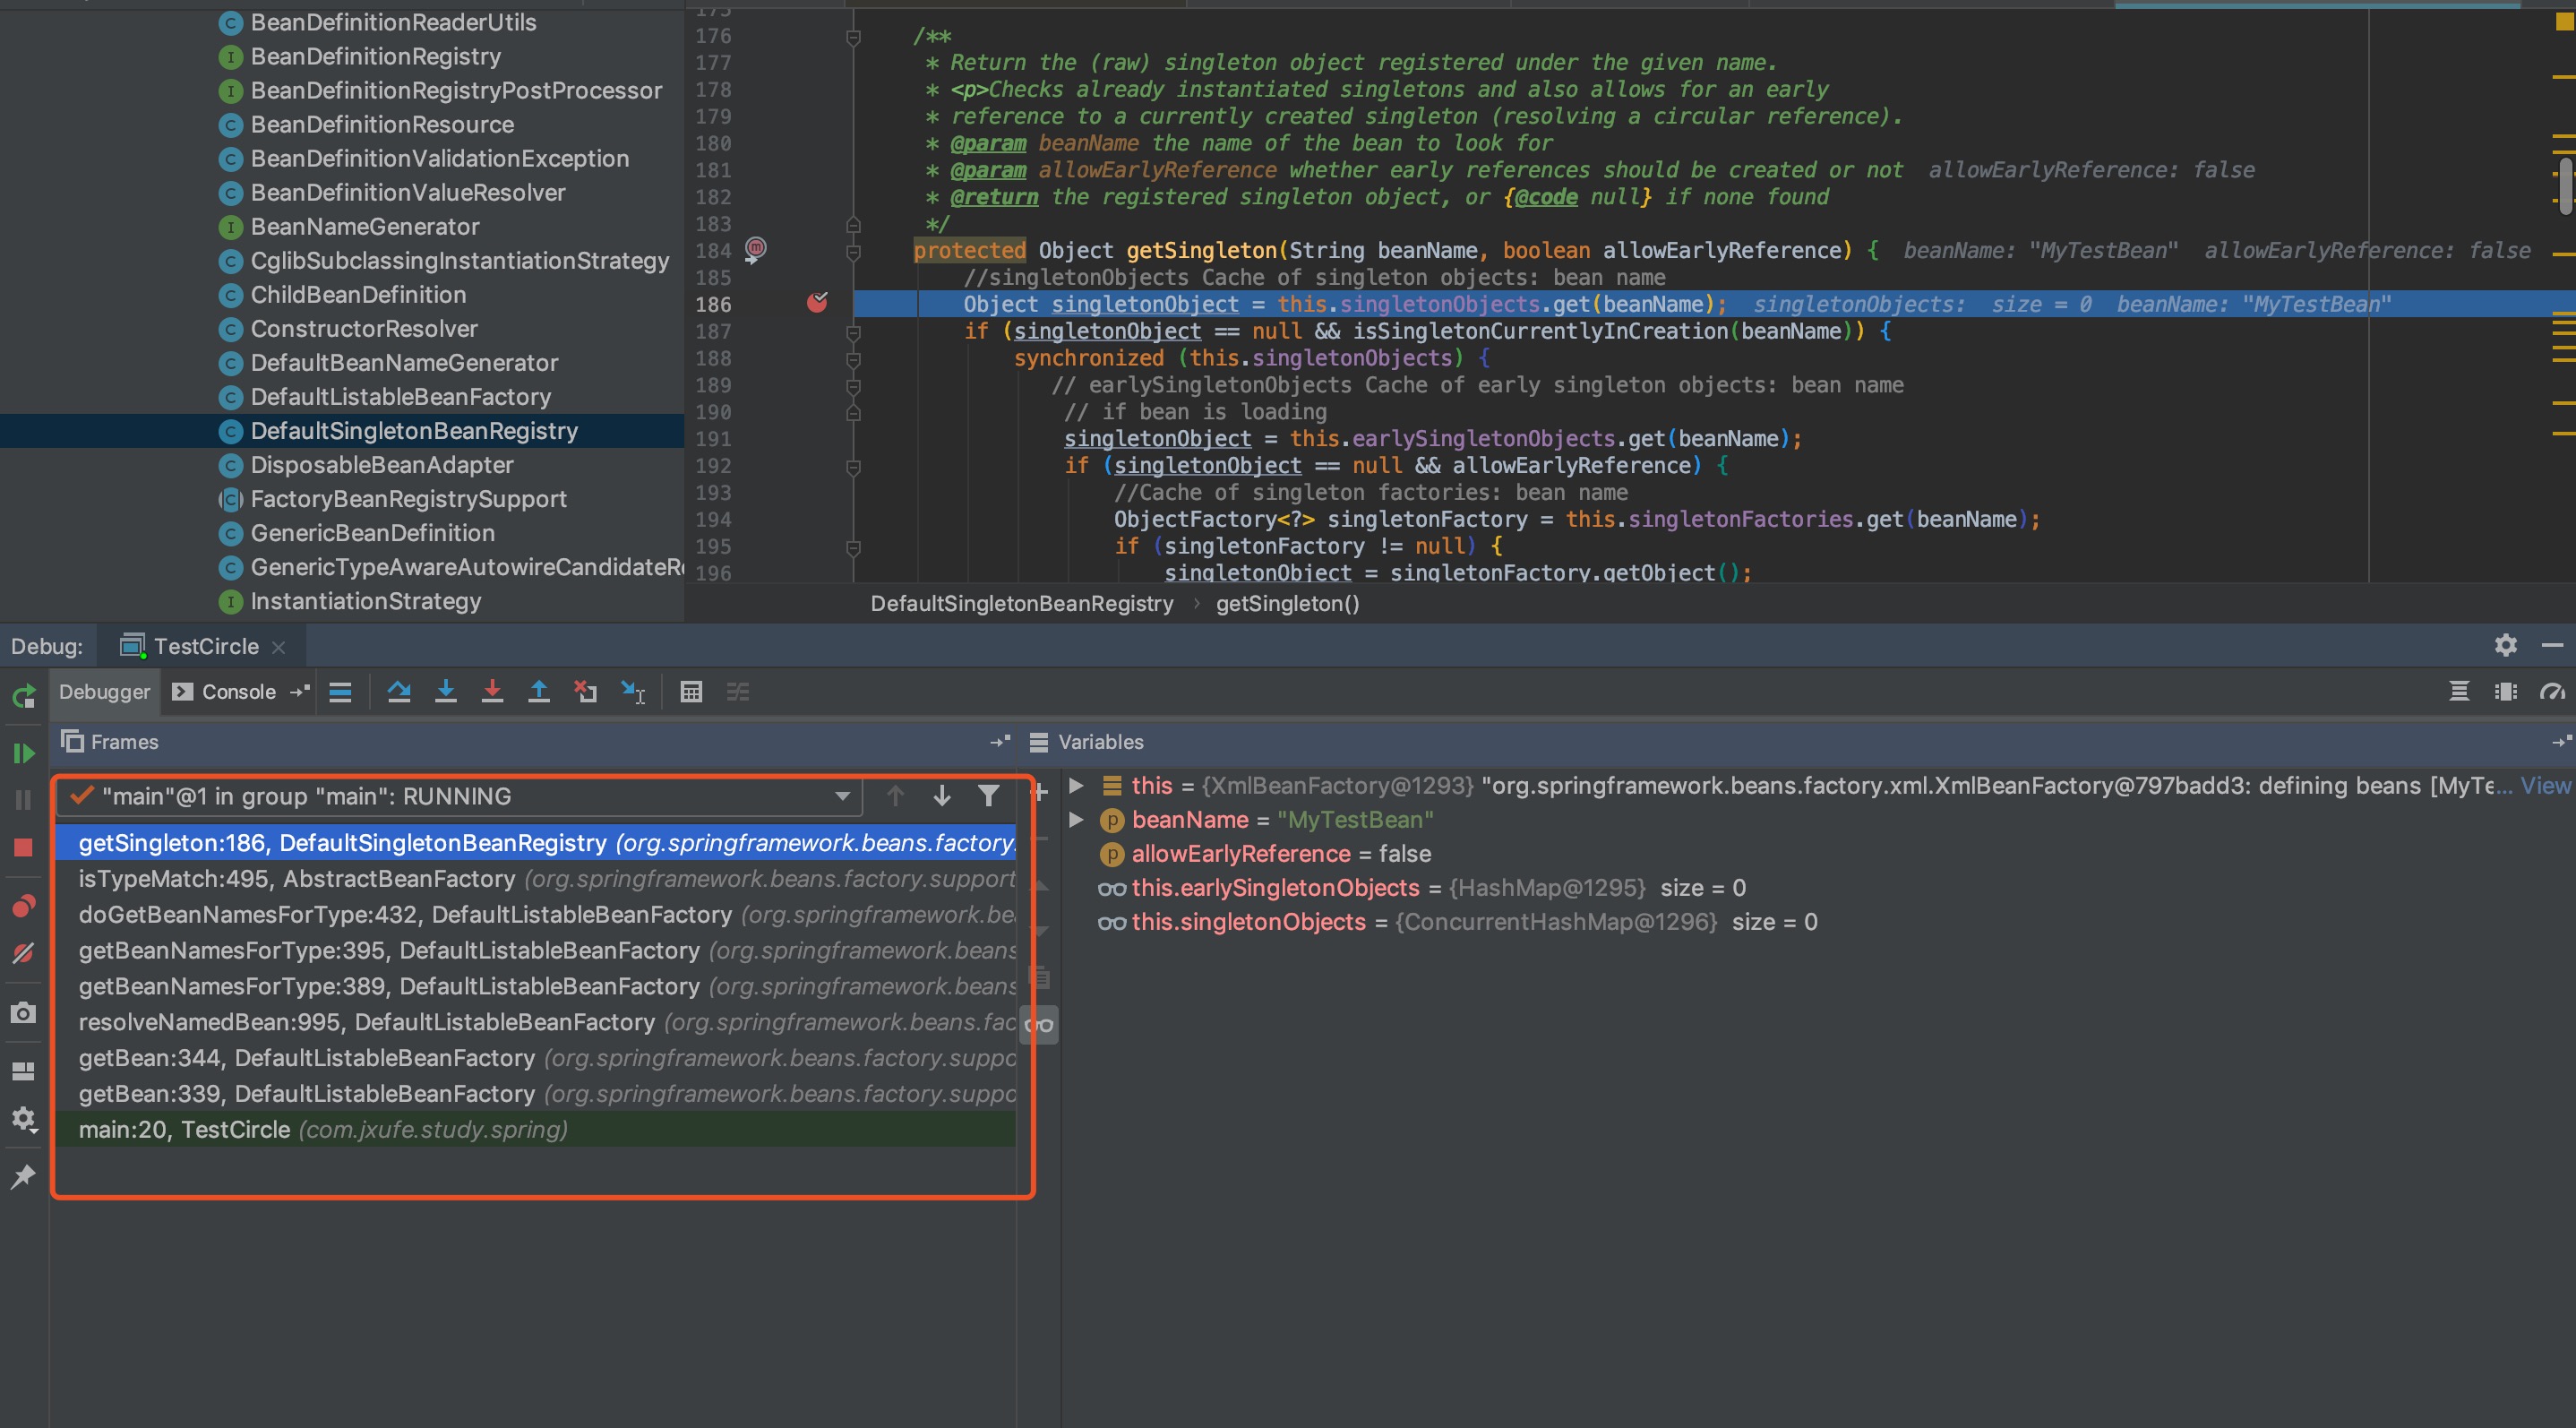 BeanDefinitionReaderUtils
BeanDefinitionRegistry
BeanDefinitionRegistryPostProcessor
BeanDefinitionResource
BeanDefinitionValidationException
BeanDefinitionValueResolver
BeanNameGenerator
CglibSubclassingInstantiationStrategy
ChildBeanDefinition
ConstructorResolver
DefaultBeanNameGenerator
DefaultListableBeanFactory
DefaultSingletonBeanRegistry
DisposableBeanAdapter
FactoryBeanRegistrySupport
GenericBeanDefinition
GenericTypeAwareAutowireCandidateRe
InstantiationStrategy
175
176 /**
177 * Return the (raw) singleton object registered under the given name.
178 * <p>Checks already instantiated singletons and also allows for an early
179 * reference to a currently created singleton (resolving a circular reference).
180 * @param beanName the name of the bean to look for
181 * @param allowEarlyReference whether early references should be created or not allowEarlyReference: false
182 * @return the registered singleton object, or {@code null} if none found
183 */
184 protected Object getSingleton(String beanName, boolean allowEarlyReference) { beanName: "MyTestBean" allowEarlyReference: false
185 //singletonObjects Cache of singleton objects: bean name
186 Object singletonObject = this.singletonObjects.get(beanName); singletonObjects: size = 0 beanName: "MyTestBean"
187 if (singletonObject == null && isSingletonCurrentlyInCreation(beanName)) {
188 synchronized (this.singletonObjects) {
189 // earlySingletonObjects Cache of early singleton objects: bean name
190 // if bean is loading
191 singletonObject = this.earlySingletonObjects.get(beanName);
192 if (singletonObject == null && allowEarlyReference) {
193 //Cache of singleton factories: bean name
194 ObjectFactory<?> singletonFactory = this.singletonFactories.get(beanName);
195 if (singletonFactory != null) {
196 singletonObject = singletonFactory.getObject();
DefaultSingletonBeanRegistry › getSingleton()
Debug: TestCircle
Debugger Console
Frames
"main"@1 in group "main": RUNNING
getSingleton:186, DefaultSingletonBeanRegistry (org.springframework.beans.factory.
isTypeMatch:495, AbstractBeanFactory (org.springframework.beans.factory.support
doGetBeanNamesForType:432, DefaultListableBeanFactory (org.springframework.be
getBeanNamesForType:395, DefaultListableBeanFactory (org.springframework.beans
getBeanNamesForType:389, DefaultListableBeanFactory (org.springframework.beans
resolveNamedBean:995, DefaultListableBeanFactory (org.springframework.beans.fac
getBean:344, DefaultListableBeanFactory (org.springframework.beans.factory.suppo
getBean:339, DefaultListableBeanFactory (org.springframework.beans.factory.suppo
main:20, TestCircle (com.jxufe.study.spring)
Variables
this = {XmlBeanFactory@1293} "org.springframework.beans.factory.xml.XmlBeanFactory@797badd3: defining beans [MyTe... View
beanName = "MyTestBean"
allowEarlyReference = false
this.earlySingletonObjects = {HashMap@1295} size = 0
this.singletonObjects = {ConcurrentHashMap@1296} size = 0